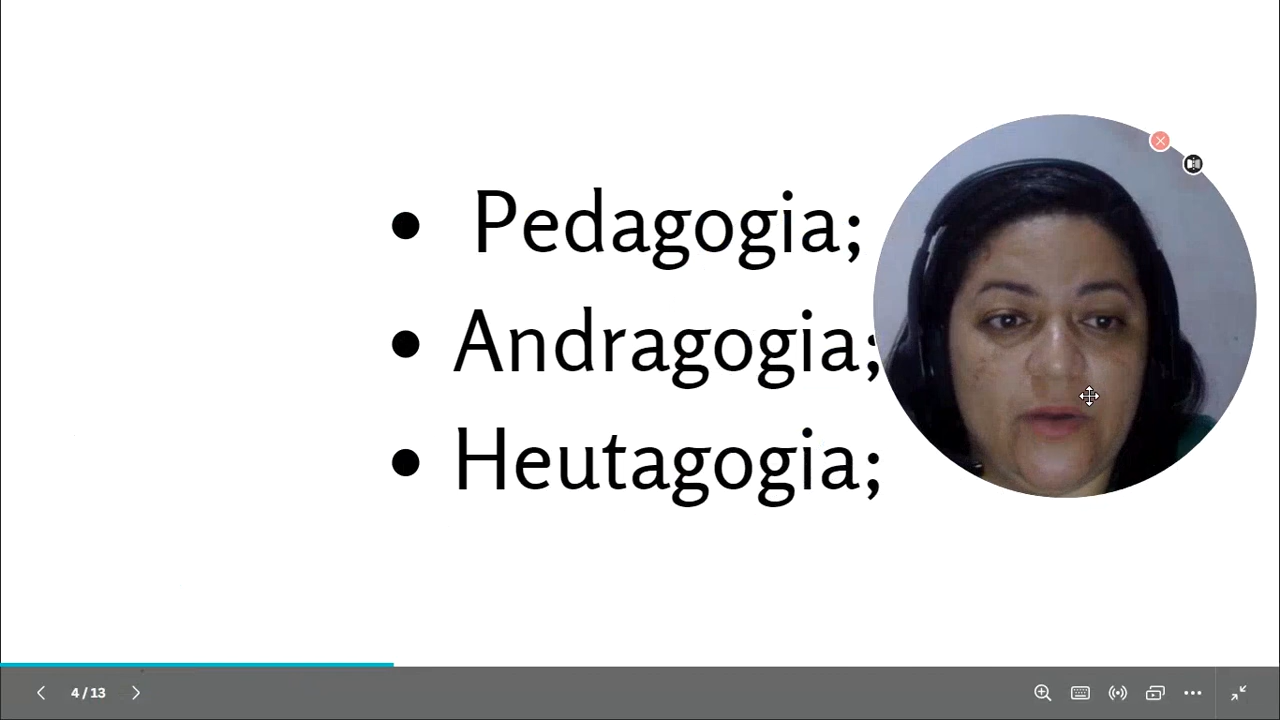 • Pedagogia;
• Andragogia;
• Heutagogia;
4 / 13